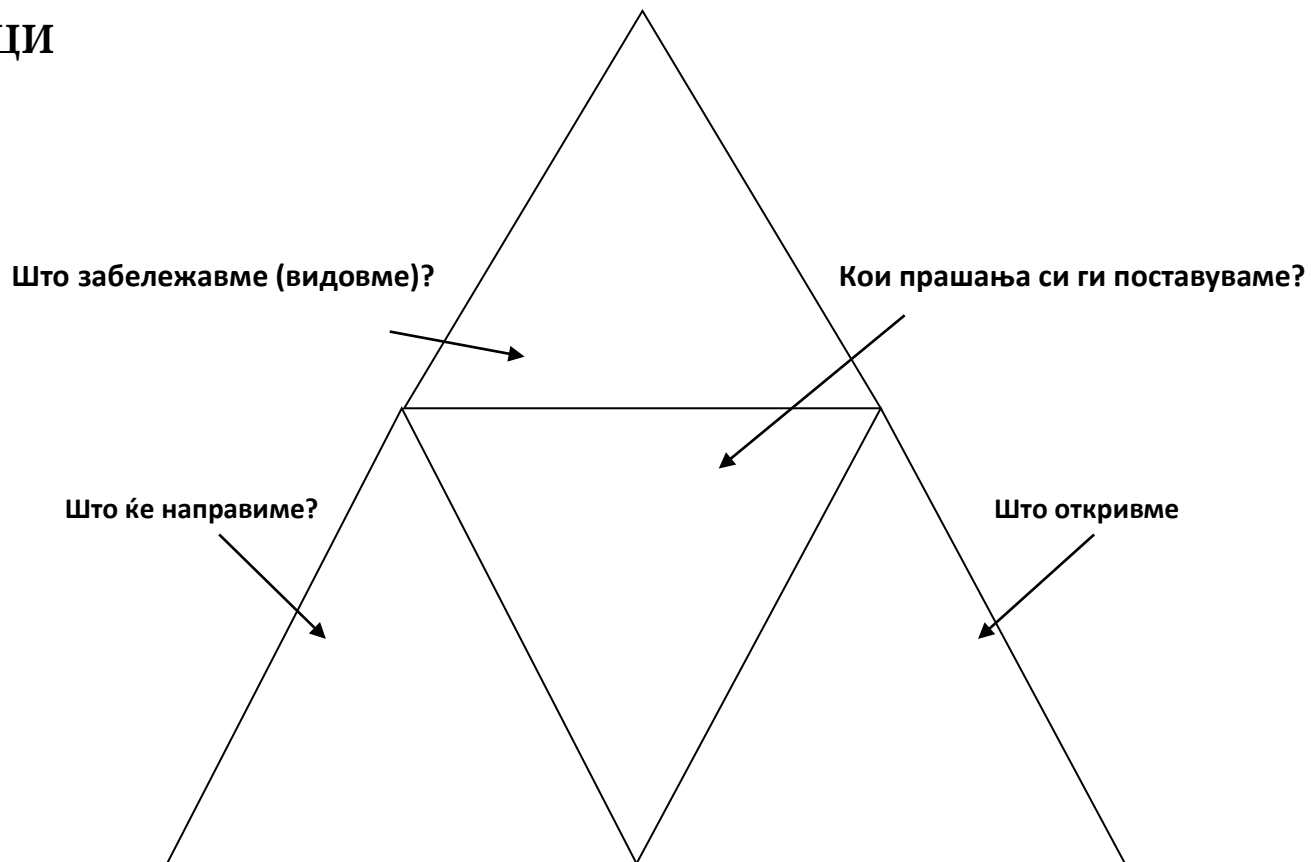 ЦИ
Што забележавме (видовме)?
Кои прашања си ги поставуваме?
Што ќе направиме?
Што откривме